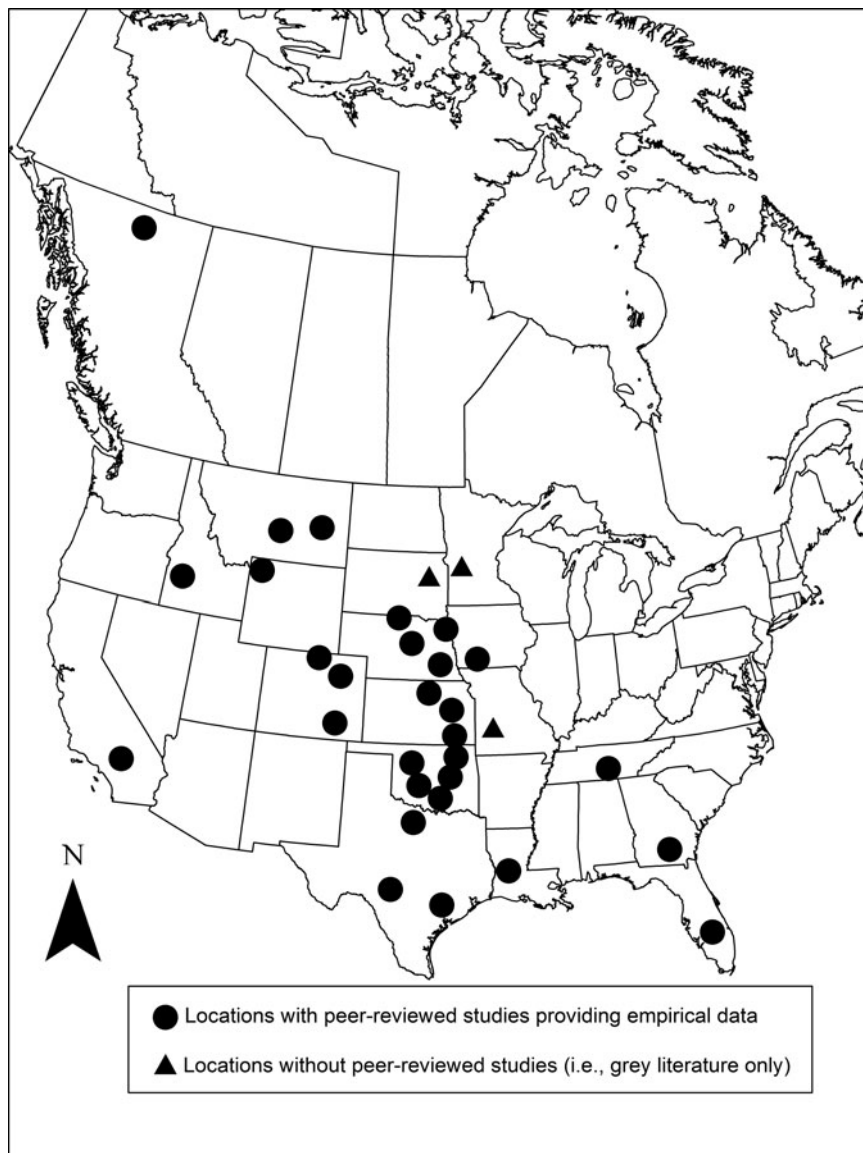 N
Locations with peer-reviewed studies providing empirical data
Locations without peer-reviewed studies (i.e., grey literature only)